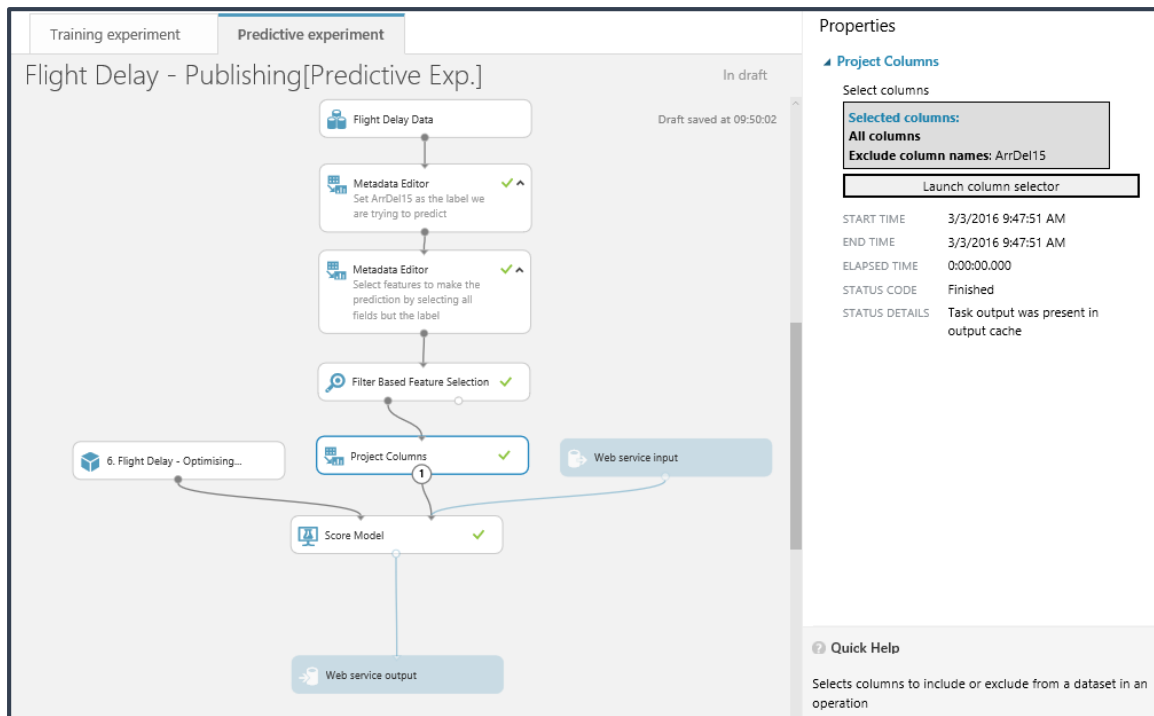 Training experiment
Predictive experiment
Flight Delay - Publishing[Predictive Exp.]
In draft
Draft saved at 09:50:02
Flight Delay Data
Metadata Editor
Set ArrDel15 as the label we
are trying to predict
Metadata Editor
Select features to make the
prediction by selecting all
fields but the label
Filter Based Feature Selection
6. Flight Delay - Optimising...
Project Columns
1
Web service input
Score Model
Web service output
Properties
Project Columns
Select columns
Selected columns:
All columns
Exclude column names: ArrDel15
Launch column selector
START TIME 3/3/2016 9:47:51 AM
END TIME 3/3/2016 9:47:51 AM
ELAPSED TIME 0:00:00.000
STATUS CODE Finished
STATUS DETAILS Task output was present in
output cache
Quick Help
Selects columns to include or exclude from a dataset in an
operation